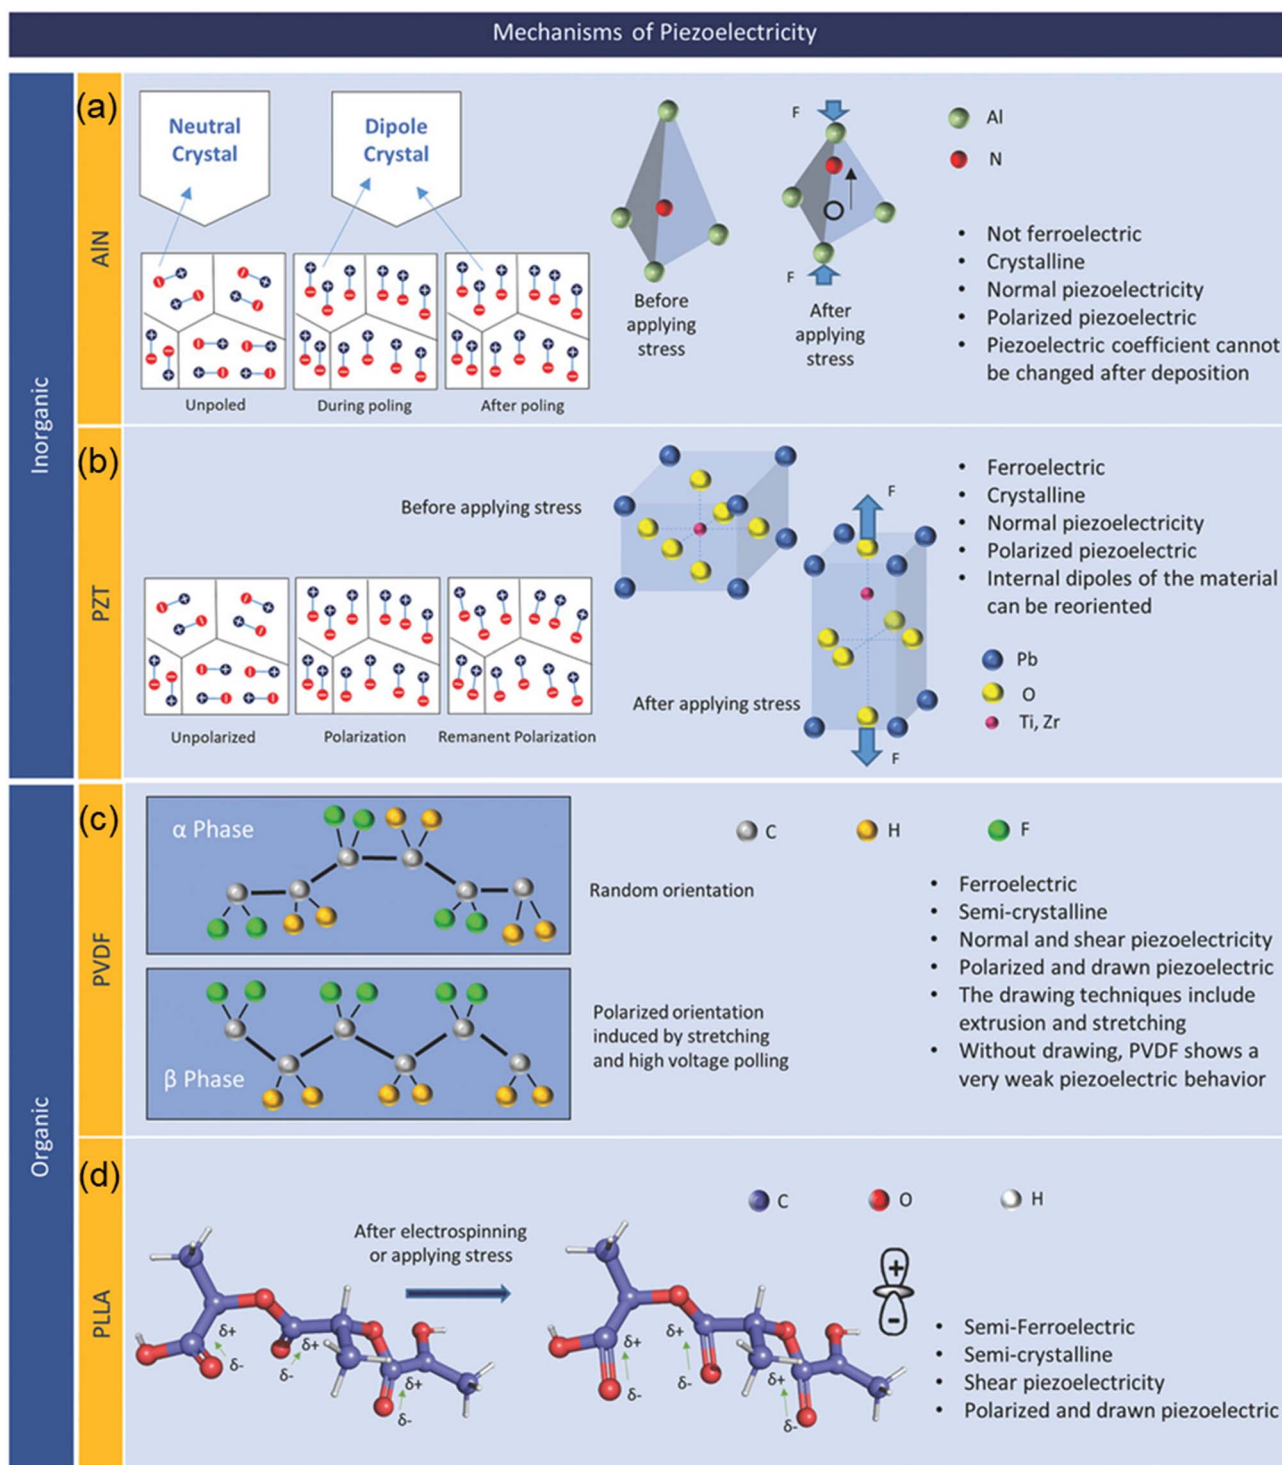 Mechanisms of Piezoelectricity
Inorganic
(a)
AlN
Neutral
Crystal
Dipole
Crystal
Unpoled
During poling
After poling
Before
applying
stress
F
F
After
applying
stress
Al
N
• Not ferroelectric
• Crystalline
• Normal piezoelectricity
• Polarized piezoelectric
• Piezoelectric coefficient cannot
be changed after deposition
(b)
PZT
Before applying stress
Unpolarized
Polarization
Remanent Polarization
After applying stress
F
F
• Ferroelectric
• Crystalline
• Normal piezoelectricity
• Polarized piezoelectric
• Internal dipoles of the material
can be reoriented
Pb
O
Ti, Zr
Organic
(c)
PVDF
α Phase
Random orientation
β Phase
Polarized orientation
induced by stretching
and high voltage polling
C
H
F
• Ferroelectric
• Semi-crystalline
• Normal and shear piezoelectricity
• Polarized and drawn piezoelectric
• The drawing techniques include
extrusion and stretching
• Without drawing, PVDF shows a
very weak piezoelectric behavior
(d)
PLLA
After electrospinning
or applying stress
δ+
δ-
δ+
δ-
δ+
δ-
δ+
δ-
δ+
δ-
δ+
δ-
C
O
H
+
-
• Semi-Ferroelectric
• Semi-crystalline
• Shear piezoelectricity
• Polarized and drawn piezoelectric